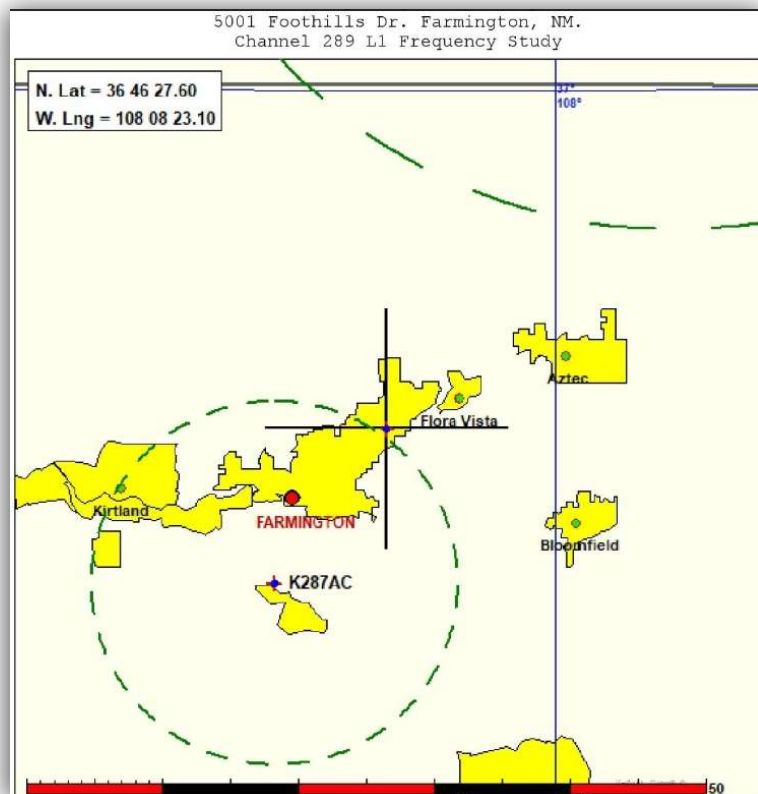 5001 Foothills Dr. Farmington, NM.
Channel 289 L1 Frequency Study
N. Lat = 36 46 27.60
W. Lng = 108 08 23.10
37°
108°
Aztec
Flora Vista
Kirtland
FARMINGTON
Bloomfield
K287AC
50